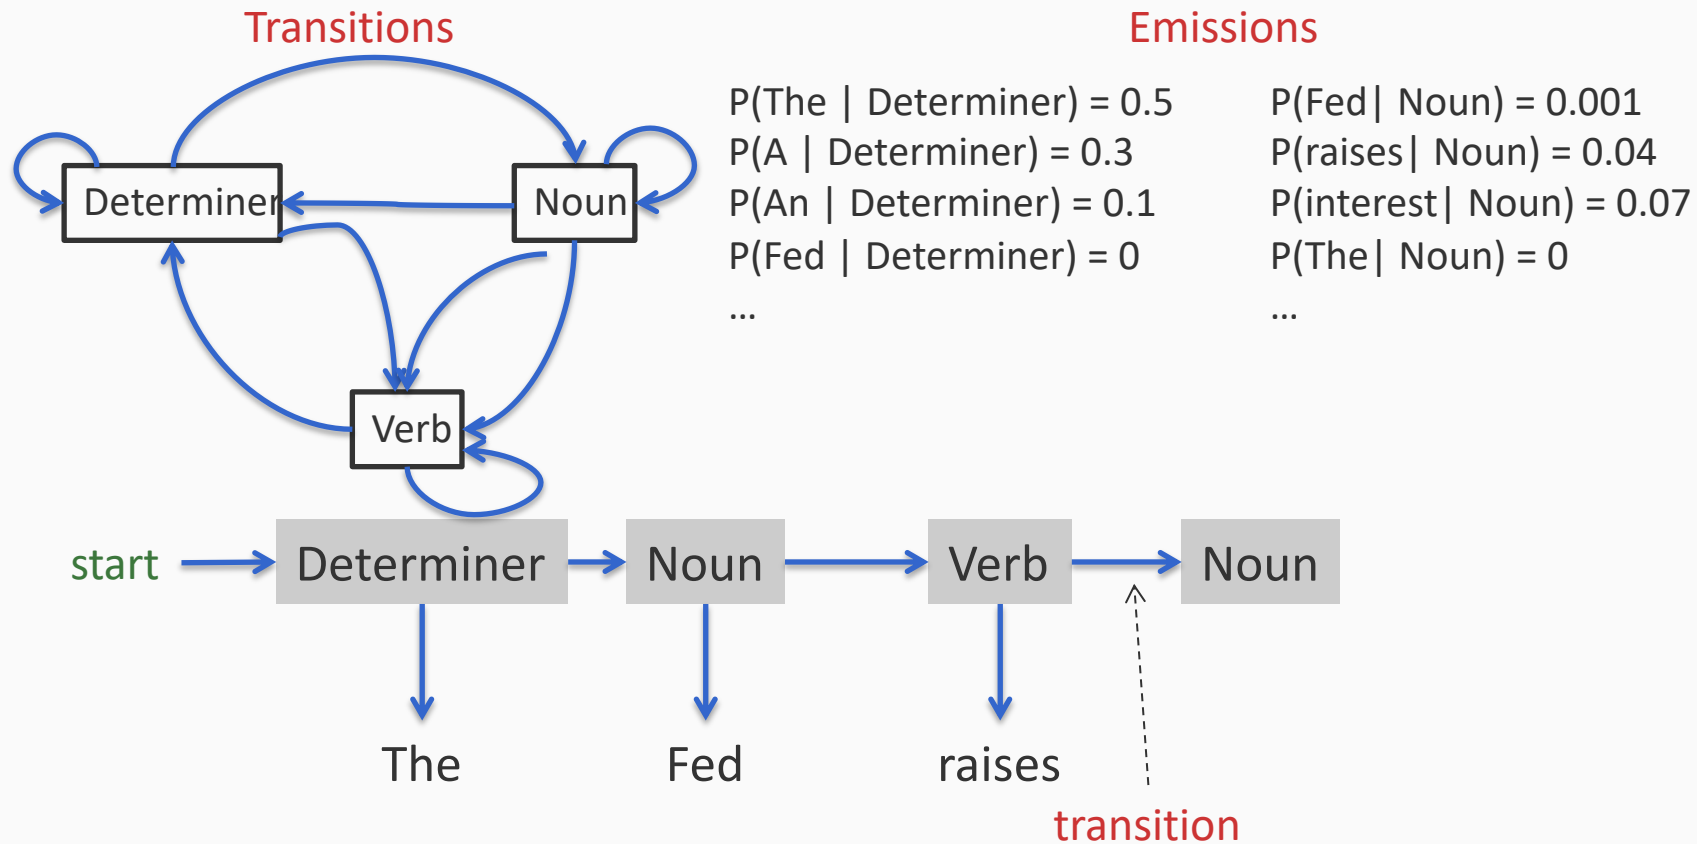 Transitions
Emissions
Determiner
Noun
Verb
P(The | Determiner) = 0.5
P(A | Determiner) = 0.3
P(An | Determiner) = 0.1
P(Fed | Determiner) = 0
...
P(Fed| Noun) = 0.001
P(raises| Noun) = 0.04
P(interest| Noun) = 0.07
P(The| Noun) = 0
...
start
Determiner
Noun
Verb
Noun
The
Fed
raises
transition